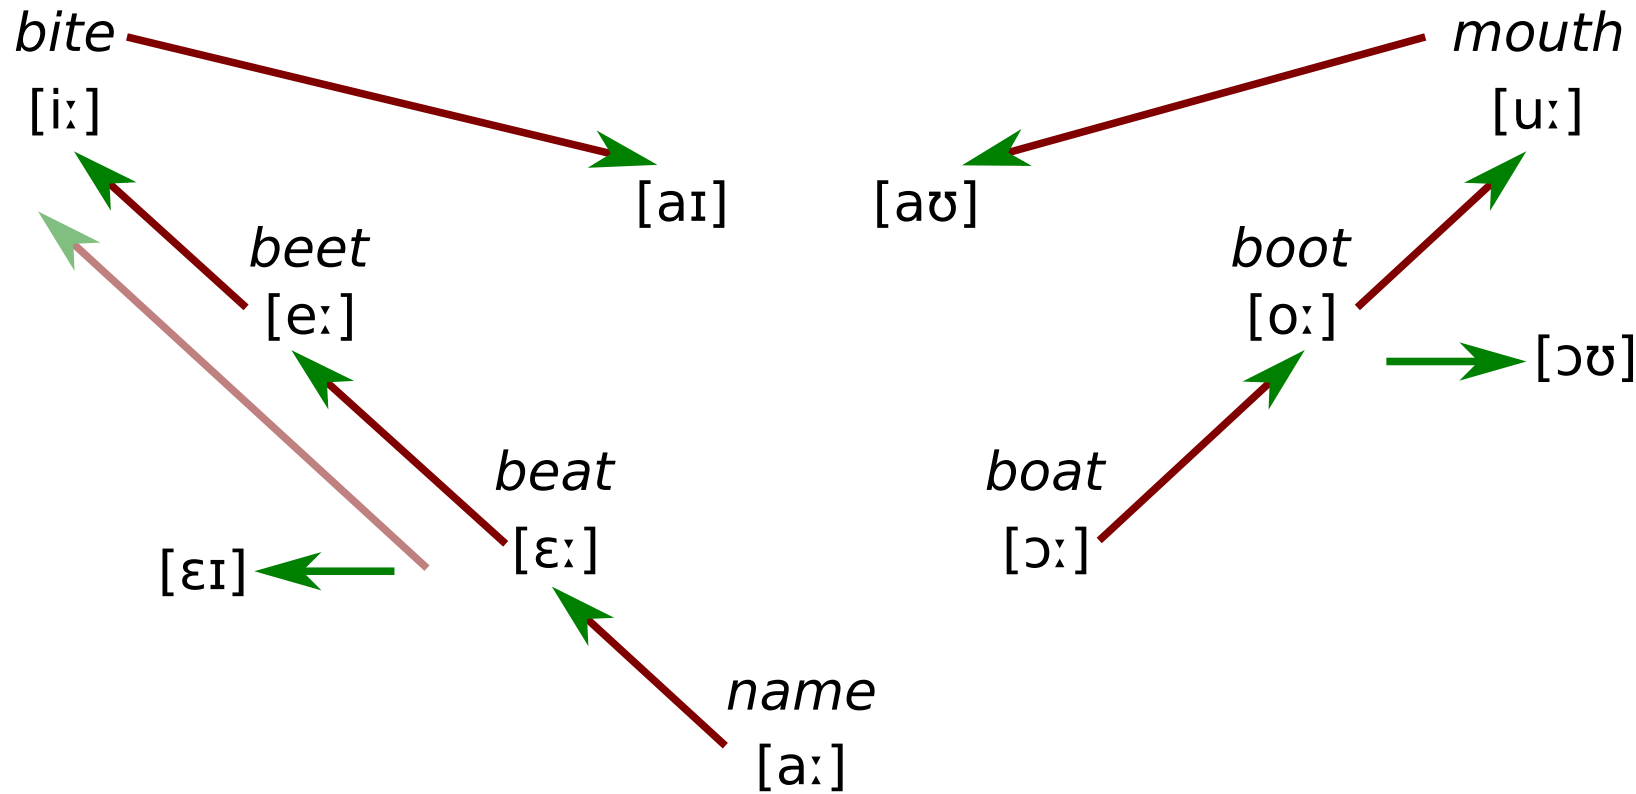 bite
mouth
[iː]
[uː]
[aɪ]
[aʊ]
beet
boot
[eː]
[oː]
[ɔʊ]
beat
boat
[ɛː]
[ɔː]
[ɛɪ]
name
[aː]